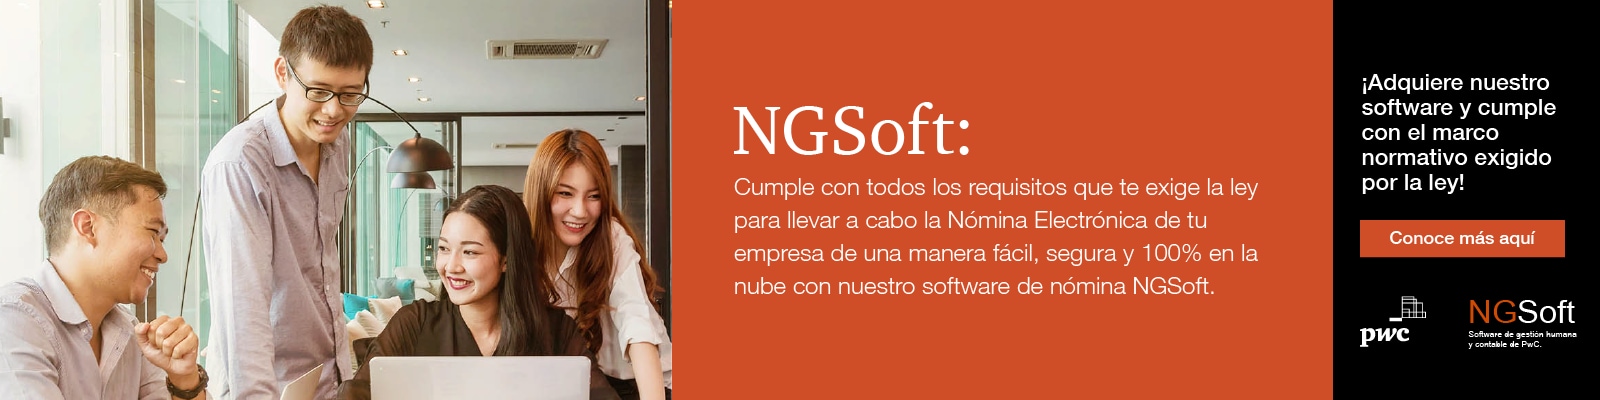 NGSoft:
Cumple con todos los requisitos que te exige la ley
para llevar a cabo la Nómina Electrónica de tu
empresa de una manera fácil, segura y 100% en la
nube con nuestro software de nómina NGSoft.
¡Adquiere nuestro
software y cumple
con el marco
normativo exigido
por la ley!
Conoce más aquí
pwc
NGSoft
Software de gestión humana
y contable de PwC.